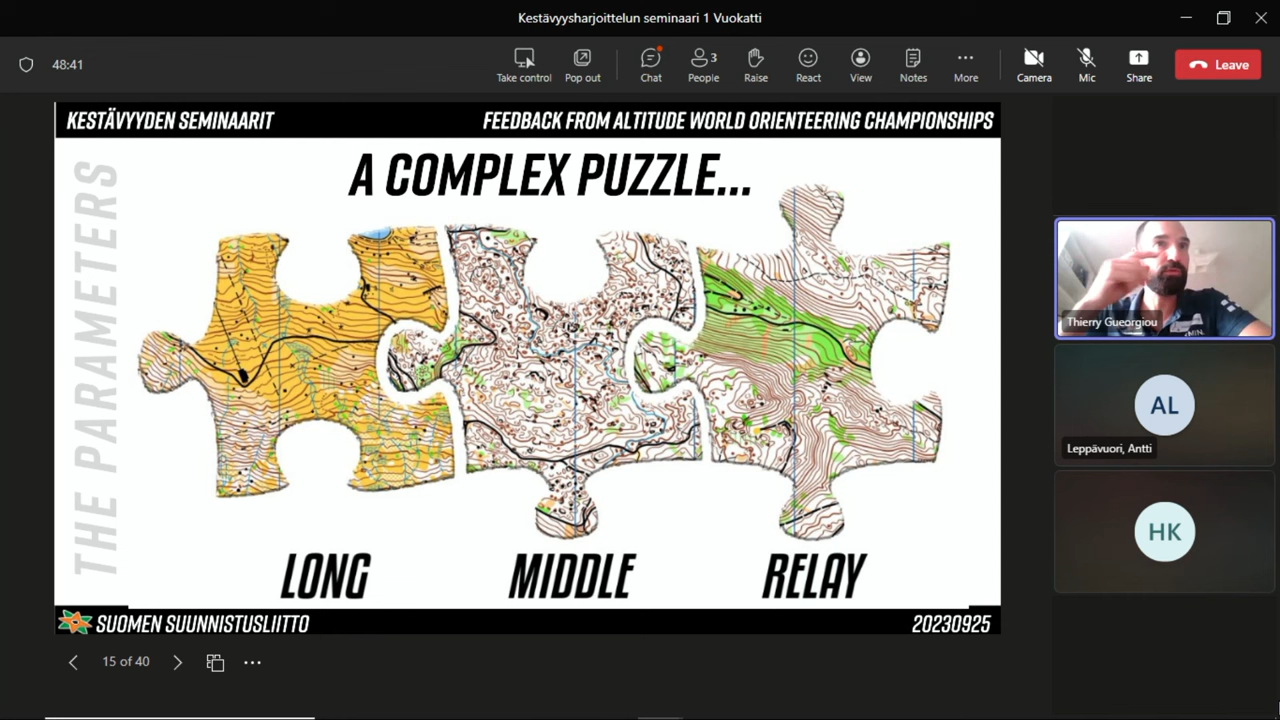 Kestävyysharjoittelun seminaari 1 Vuokatti
48:41
Take control
Pop out
Chat
3
People
Raise
React
View
Notes
More
Camera
Mic
Share
Leave
KESTÄVYYDEN SEMINAARIT
FEEDBACK FROM ALTITUDE WORLD ORIENTEERING CHAMPIONSHIPS
THE PARAMETERS
A COMPLEX PUZZLE...
LONG
MIDDLE
RELAY
SUOMEN SUUNNISTUSLIITTO
20230925
15 of 40
Thierry Gueorgiou
AL
Leppävuori, Antti
HK